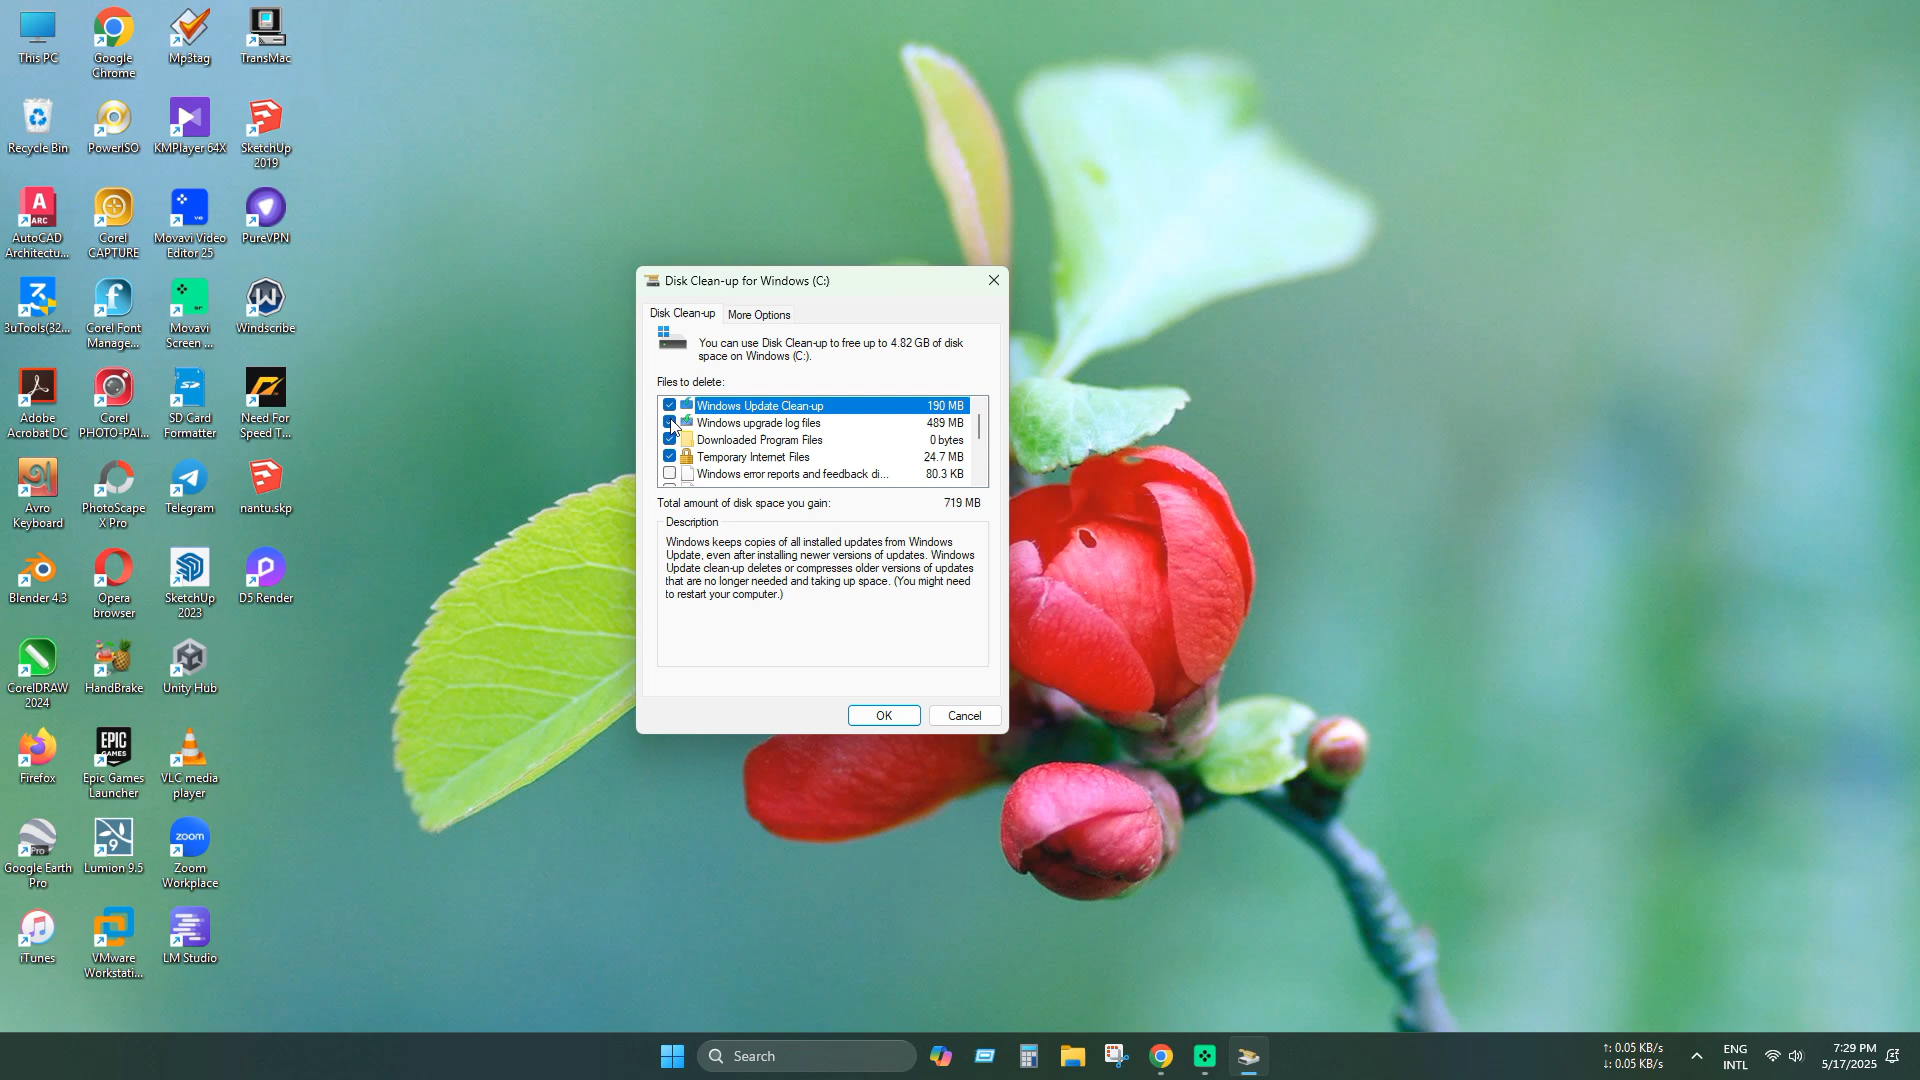 This PC
Google
Chrome
Mp3tag
TransMac
Recycle Bin
PowerISO
KMPlayer 64X
SketchUp
2019
AutoCAD
Architectu...
Corel
CAPTURE
Movavi Video
Editor 25
PureVPN
3uTools(32...
Corel Font
Manage...
Movavi
Screen ...
Windscribe
Adobe
Acrobat DC
Corel
PHOTO-PAI...
SD Card
Formatter
Need For
Speed T...
Avro
Keyboard
PhotoScape
X Pro
Telegram
nantu.skp
Blender 4.3
Opera
browser
SketchUp
2023
D5 Render
CorelDRAW
2024
HandBrake
Unity Hub
Firefox
EPIC
GAMES
Epic Games
Launcher
VLC media
player
Google Earth
Pro
Lumion 9.5
zoom
Zoom
Workplace
iTunes
VMware
Workstati...
LM Studio
Disk Clean-up for Windows (C:)
Disk Clean-up
More Options
You can use Disk Clean-up to free up to 4.82 GB of disk
space on Windows (C:).
Files to delete:
Windows Update Clean-up 190 MB
Windows upgrade log files 489 MB
Downloaded Program Files 0 bytes
Temporary Internet Files 24.7 MB
Windows error reports and feedback di... 80.3 KB
Total amount of disk space you gain: 719 MB
Description
Windows keeps copies of all installed updates from Windows
Update, even after installing newer versions of updates. Windows
Update clean-up deletes or compresses older versions of updates
that are no longer needed and taking up space. (You might need
to restart your computer.)
OK
Cancel
Search
↑: 0.05 KB/s
↓: 0.05 KB/s
ENG
INTL
7:29 PM
5/17/2025